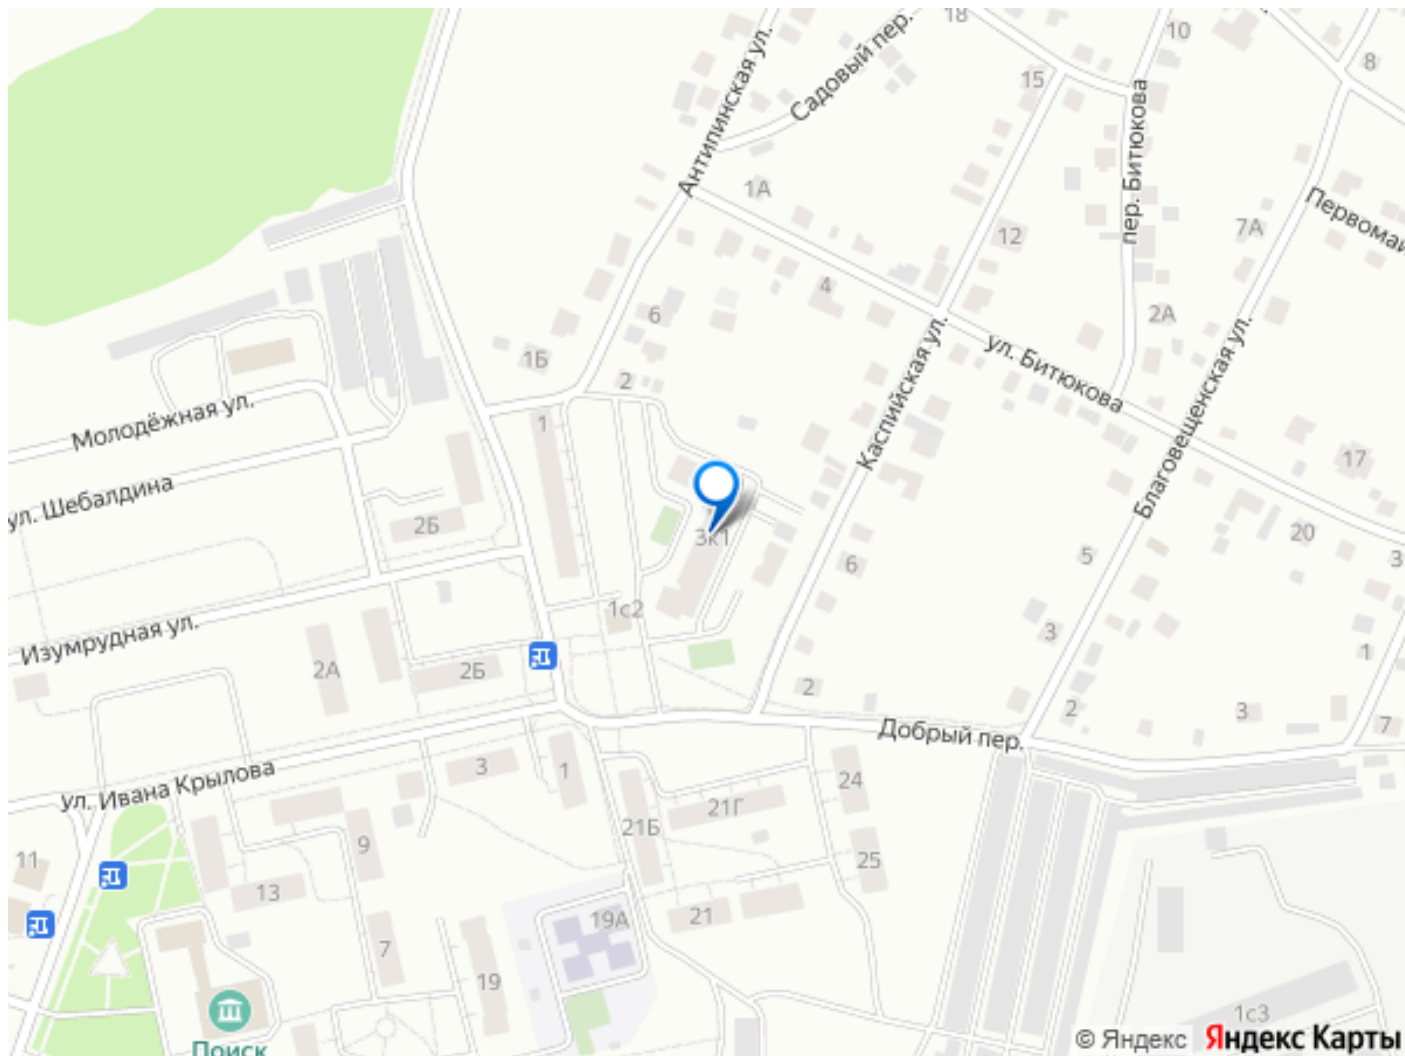 18
10
8
15
Садовый пер.
Антипинская ул.
пер. Битюкова
1А
12
7А
Первомай
4
6
2А
1Б
2
ул. Битюкова
Каспийская ул.
Благовещенская ул.
Молодёжная ул.
1
17
ул. Шебалдина
2Б
3к1
20
3
5
6
1с2
3
Изумрудная ул.
2А
2Б
1
2
2
3
7
Добрый пер.
ул. Ивана Крылова
3
1
24
21Г
21Б
9
11
25
13
19А
21
7
19
Поиск
1с3
© Яндекс Яндекс Карты